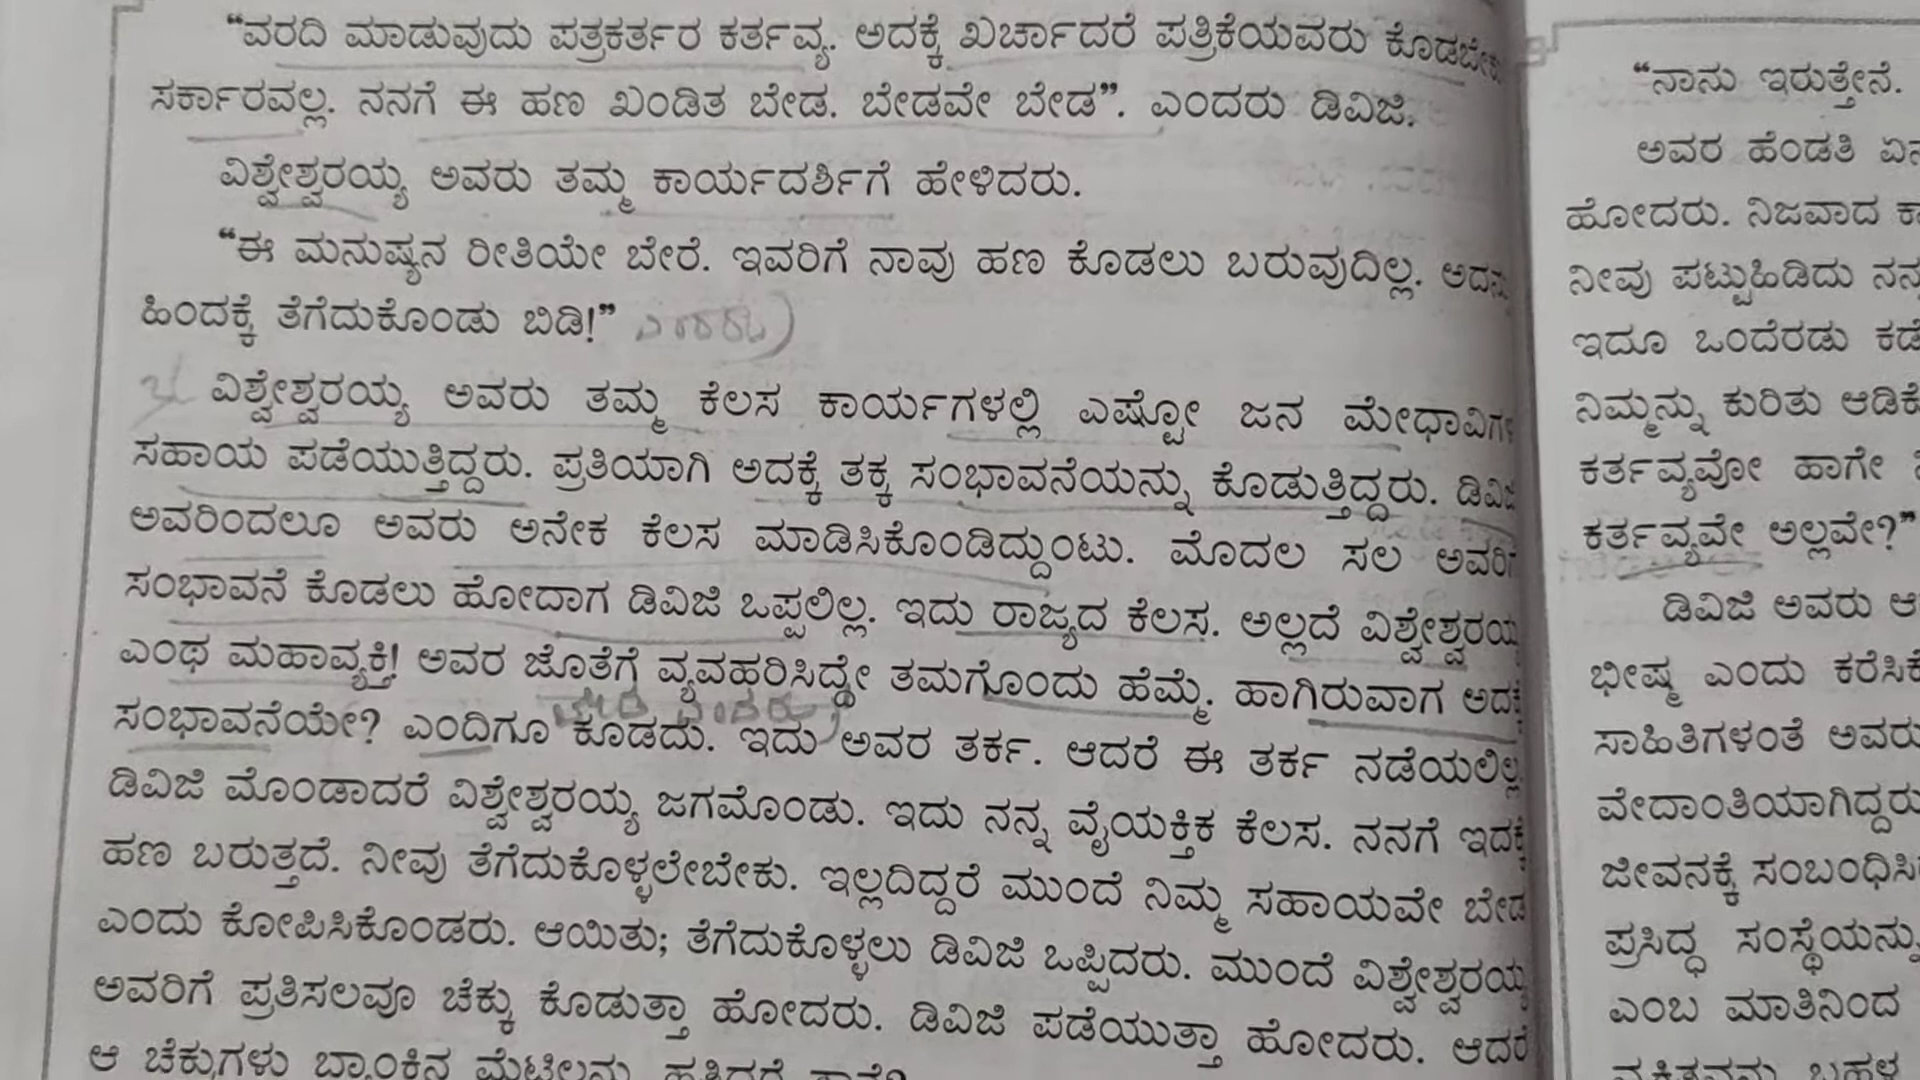 “ವರದಿ ಮಾಡುವುದು ಪತ್ರಕರ್ತರ ಕರ್ತವ್ಯ. ಅದಕ್ಕೆ ಖರ್ಚಾದರೆ ಪತ್ರಿಕೆಯವರು
ಸರ್ಕಾರವಲ್ಲ. ನನಗೆ ಈ ಹಣ ಖಂಡಿತ ಬೇಡ. ಬೇಡವೇ ಬೇಡ”. ಎಂದರು ಡಿವಿಜಿ.
ವಿಶ್ವೇಶ್ವರಯ್ಯ ಅವರು ತಮ್ಮ ಕಾರ್ಯದರ್ಶಿಗೆ ಹೇಳಿದರು.
“ಈ ಮನುಷ್ಯನ ರೀತಿಯೇ ಬೇರೆ. ಇವರಿಗೆ ನಾವು ಹಣ ಕೊಡಲು ಬರುವುದಿಲ್ಲ.
ಹಿಂದಕ್ಕೆ ತೆಗೆದುಕೊಂಡು ಬಿಡಿ!”
ವಿಶ್ವೇಶ್ವರಯ್ಯ ಅವರು ತಮ್ಮ ಕೆಲಸ ಕಾರ್ಯಗಳಲ್ಲಿ ಎಷ್ಟೋ ಜನ
ಸಹಾಯ ಪಡೆಯುತ್ತಿದ್ದರು. ಪ್ರತಿಯಾಗಿ ಅದಕ್ಕೆ ತಕ್ಕ ಸಂಭಾವನೆಯನ್ನು ಕೊಡುತ್ತಿದ್ದರು.
ಅವರಿಂದಲೂ ಅವರು ಅನೇಕ ಕೆಲಸ ಮಾಡಿಸಿಕೊಂಡಿದ್ದುಂಟು. ಮೊದಲ ಸಲ
ಸಂಭಾವನೆ ಕೊಡಲು ಹೋದಾಗ ಡಿವಿಜಿ ಒಪ್ಪಲಿಲ್ಲ. ಇದು ರಾಜ್ಯದ ಕೆಲಸ. ಅಲ್ಲದೆ ವಿಶ್ವೇಶ್ವರಯ್ಯ
ಎಂಥ ಮಹಾವ್ಯಕ್ತಿ! ಅವರ ಜೊತೆಗೆ ವ್ಯವಹರಿಸಿದ್ದೇ ತಮಗೊಂದು ಹೆಮ್ಮೆ. ಹಾಗಿರುವಾಗ ಅದಕ್ಕೆ
ಸಂಭಾವನೆಯೇ? ಎಂದಿಗೂ ಕೂಡದು. ಇದು ಅವರ ತರ್ಕ. ಆದರೆ ಈ ತರ್ಕ ನಡೆಯಲಿಲ್ಲ.
ಡಿವಿಜಿ ಮೊಂಡಾದರೆ ವಿಶ್ವೇಶ್ವರಯ್ಯ ಜಗಮೊಂಡು. ಇದು ನನ್ನ ವೈಯಕ್ತಿಕ ಕೆಲಸ. ನನಗೆ ಇದಕ್ಕೆ
ಹಣ ಬರುತ್ತದೆ. ನೀವು ತೆಗೆದುಕೊಳ್ಳಲೇಬೇಕು. ಇಲ್ಲದಿದ್ದರೆ ಮುಂದೆ ನಿಮ್ಮ ಸಹಾಯವೇ ಬೇಡ
ಎಂದು ಕೋಪಿಸಿಕೊಂಡರು. ಆಯಿತು; ತೆಗೆದುಕೊಳ್ಳಲು ಡಿವಿಜಿ ಒಪ್ಪಿದರು. ಮುಂದೆ ವಿಶ್ವೇಶ್ವರಯ್ಯ
ಅವರಿಗೆ ಪ್ರತಿಸಲವೂ ಚೆಕ್ಕು ಕೊಡುತ್ತಾ ಹೋದರು. ಡಿವಿಜಿ ಪಡೆಯುತ್ತಾ ಹೋದರು. ಆದರೆ
ಆ ಚೆಕ್ಕುಗಳು ಬ್ಯಾಂಕಿನ
“ನಾನು ಇರುತ್ತೇನೆ.
ಅವರ ಹೆಂಡತಿ
ಹೋದರು. ನಿಜವಾದ
ನೀವು ಪಟ್ಟುಹಿಡಿದು
ಇದೂ ಒಂದೆರಡು
ನಿಮ್ಮನ್ನು ಕುರಿತು
ಕರ್ತವ್ಯವೋ ಹಾಗೇ
ಕರ್ತವ್ಯವೇ ಅಲ್ಲವೇ?”
ಡಿವಿಜಿ ಅವರು
ಭೀಷ್ಮ ಎಂದು
ಸಾಹಿತಿಗಳಂತೆ ಅವರು
ವೇದಾಂತಿಯಾಗಿದ್ದರು
ಜೀವನಕ್ಕೆ
ಪ್ರಸಿದ್ಧ ಸಂಸ್ಥೆಯನ್ನು
ಎಂಬ ಮಾತಿನಿಂದ